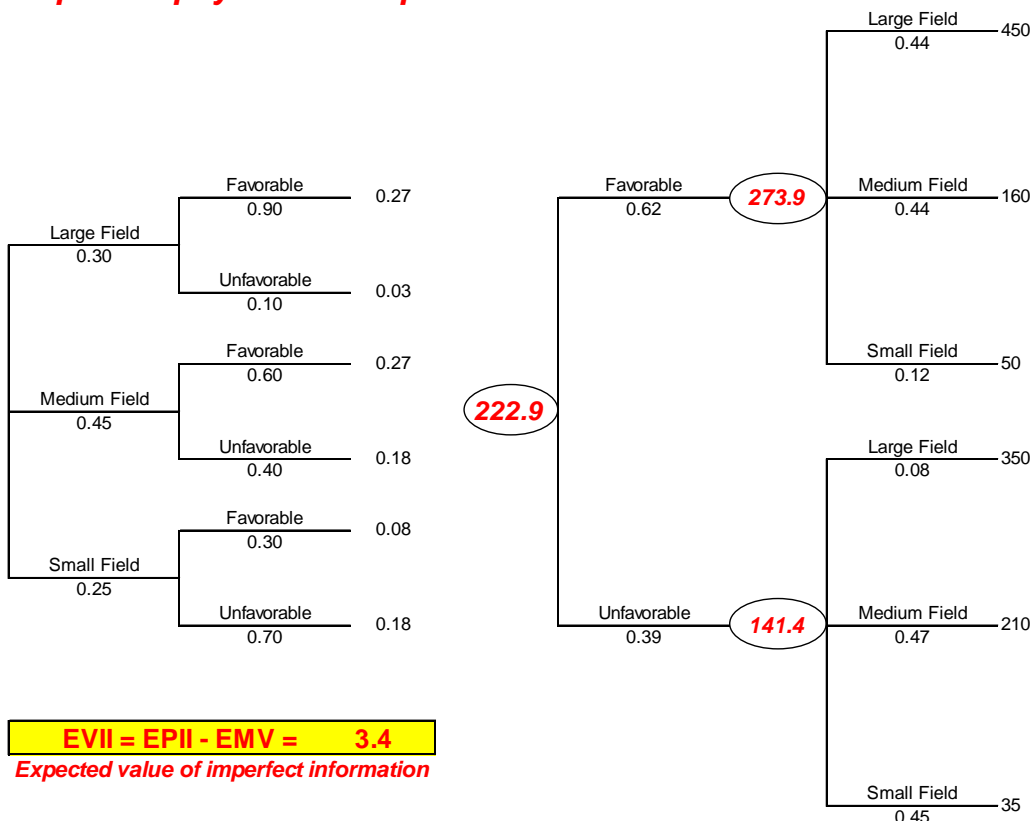 Favorable
0.90
0.27
Large Field
0.30
Unfavorable
0.10
0.03
Favorable
0.60
0.27
Medium Field
0.45
Unfavorable
0.40
0.18
Favorable
0.30
0.08
Small Field
0.25
Unfavorable
0.70
0.18
EVII = EPII - EMV = 3.4
Expected value of imperfect information
222.9
Favorable
0.62
273.9
Large Field
0.44
450
Medium Field
0.44
160
Small Field
0.12
50
Unfavorable
0.39
141.4
Large Field
0.08
350
Medium Field
0.47
210
Small Field
0.45
35